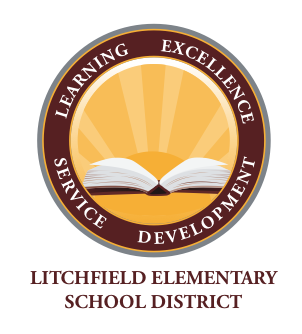 LEARNING
EXCELLENCE
SERVICE
DEVELOPMENT
LITCHFIELD ELEMENTARY
SCHOOL DISTRICT